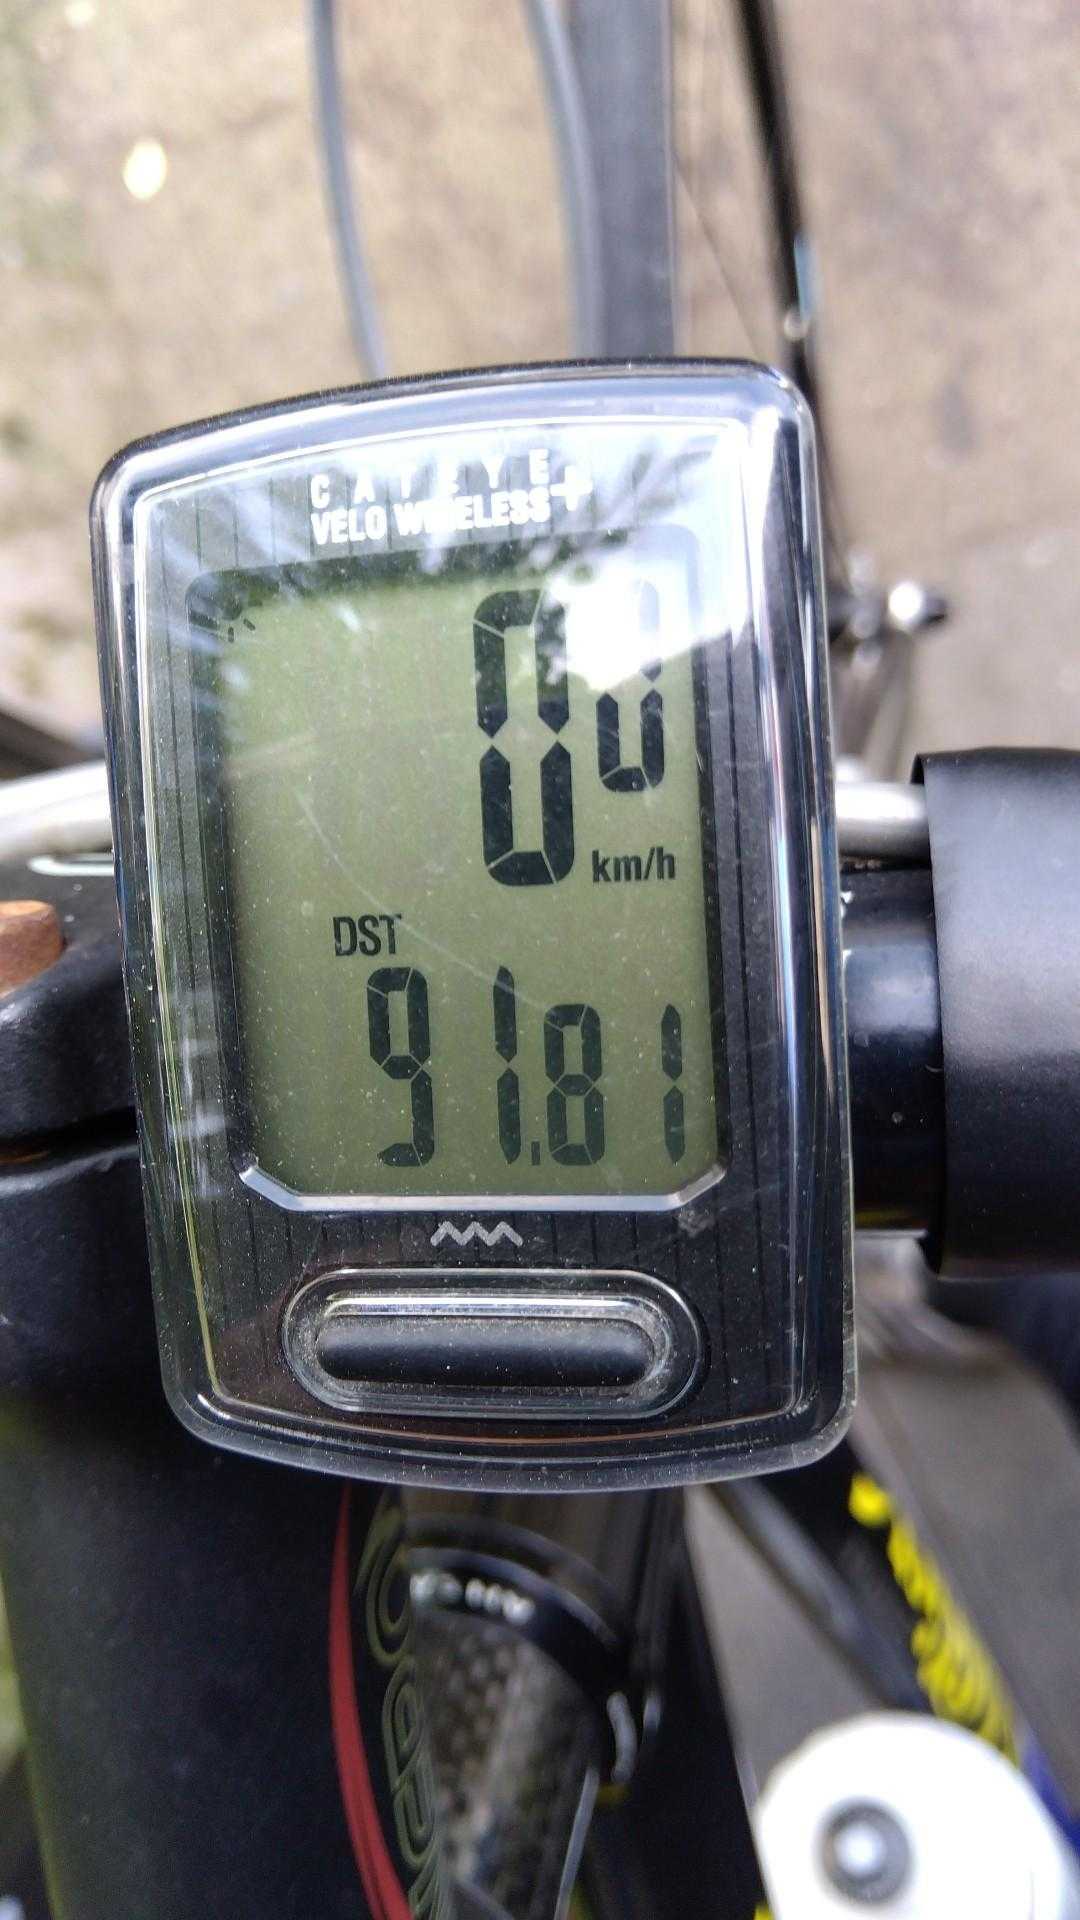 CATEYE
VELO WIRELESS+
0.0
km/h
DST
91.81